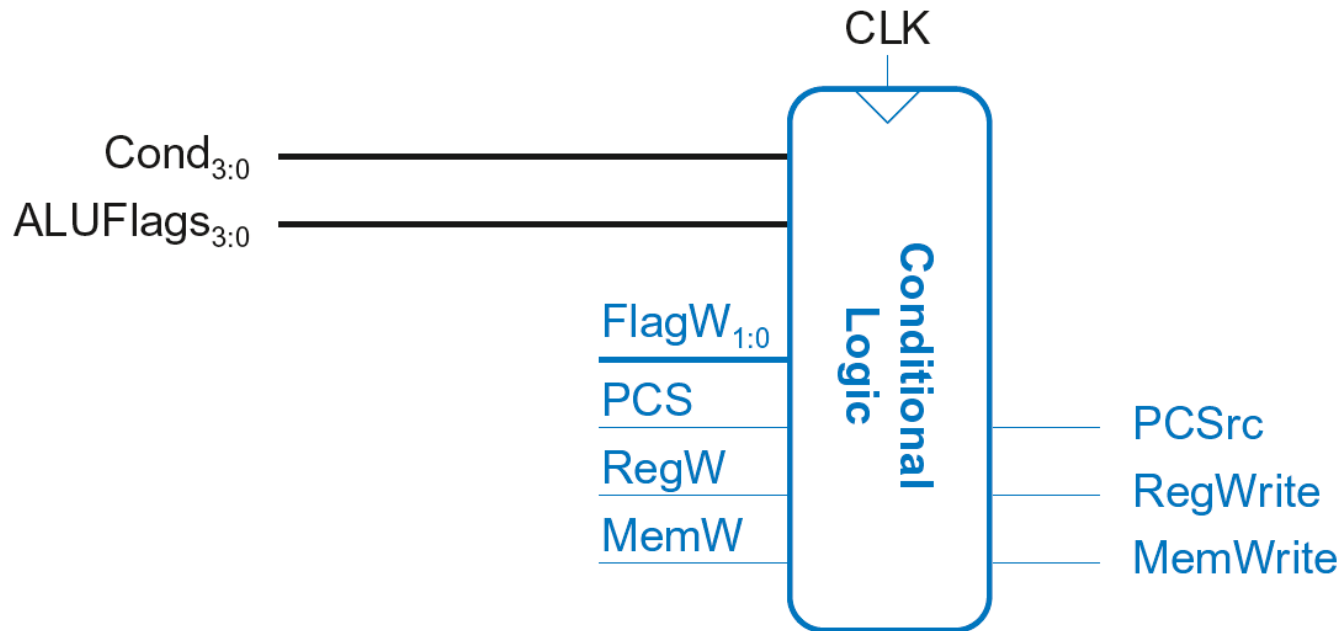 CLK
Cond3:0
ALUFlags3:0
FlagW1:0
PCS
RegW
MemW
Conditional
Logic
PCSrc
RegWrite
MemWrite